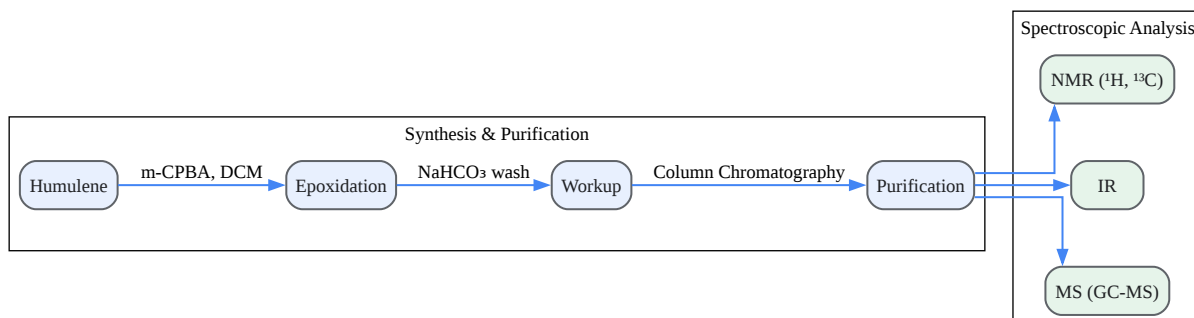 Spectroscopic Analysis
NMR (¹H, ¹³C)
Synthesis & Purification
Humulene
m-CPBA, DCM
Epoxidation
NaHCO₃ wash
Workup
Column Chromatography
Purification
IR
MS (GC-MS)